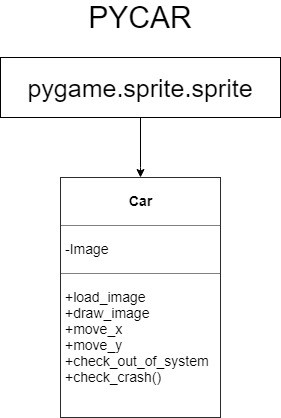 PYCAR
pygame.sprite.sprite
Car
-Image
+load_image
+draw_image
+move_x
+move_y
+check_out_of_system
+check_crash()